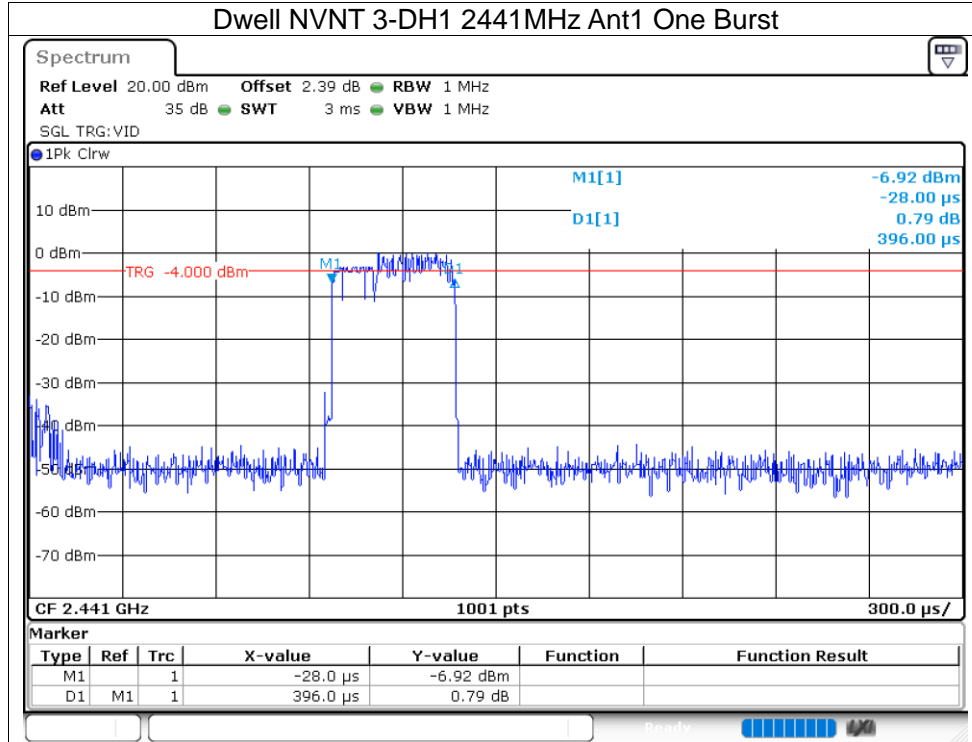 Dwell NVNT 3-DH1 2441MHz Ant1 One Burst
Spectrum
Ref Level 20.00 dBm Offset 2.39 dB RBW 1 MHz
Att 35 dB SWT 3 ms VBW 1 MHz
SGL TRG:VID
1Pk Clrw
M1[1] -6.92 dBm
-28.00 µs
10 dBm
D1[1] 0.79 dB
396.00 µs
0 dBm
M1
D1
TRG -4.000 dBm
-10 dBm
-20 dBm
-30 dBm
-40 dBm
-50 dBm
-60 dBm
-70 dBm
CF 2.441 GHz 1001 pts 300.0 µs/
Marker
Type Ref Trc X-value Y-value Function Function Result
M1 1 -28.0 µs -6.92 dBm
D1 M1 1 396.0 µs 0.79 dB
Ready LXI